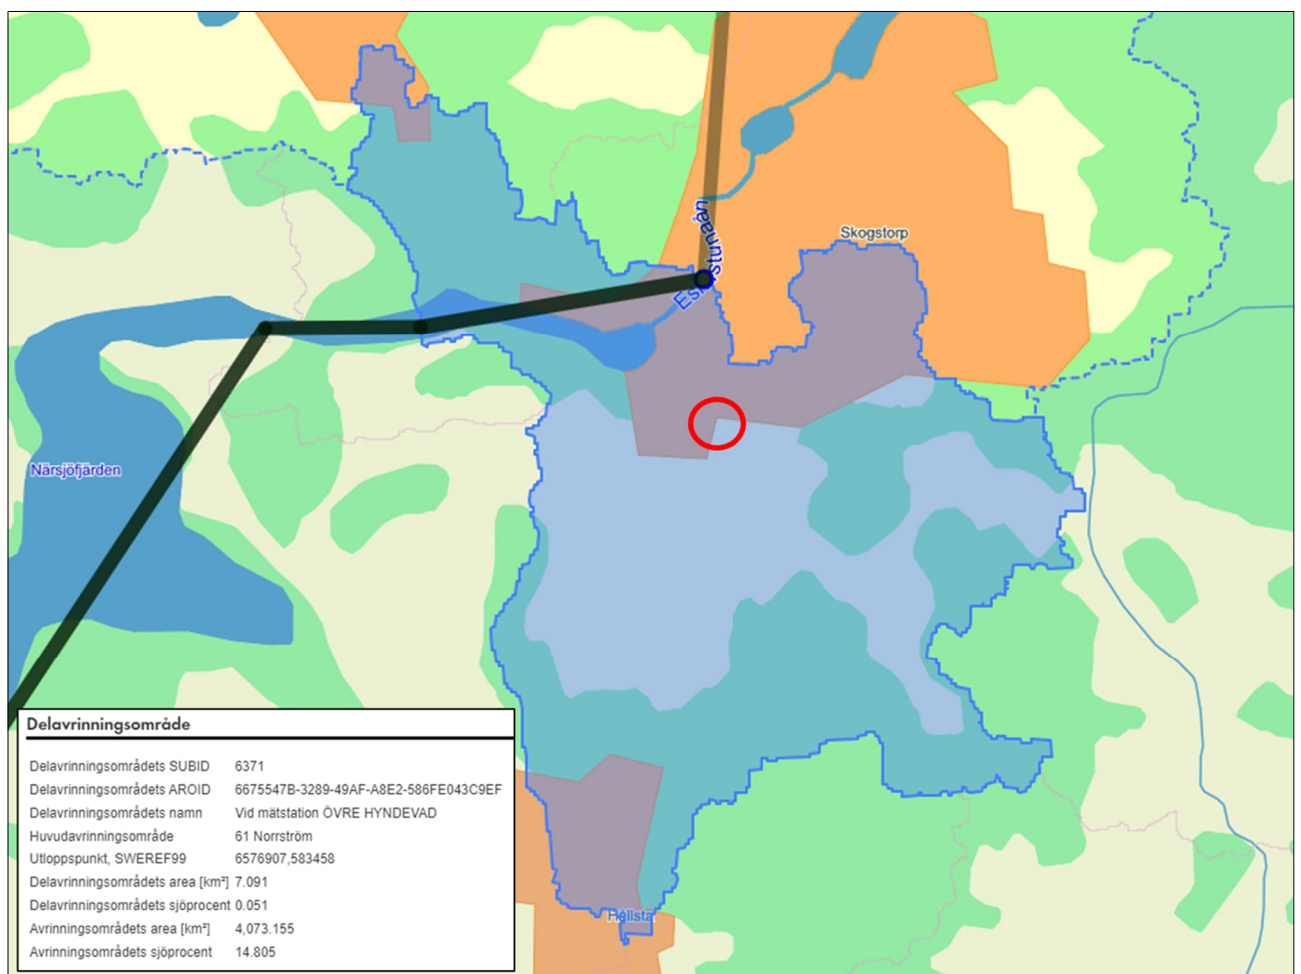 Skogstorp
Eskilstunaån
Närsjöfjärden
Delavrinningsområde
Delavrinningsområdets SUBID 6371
Delavrinningsområdets AROID 6675547B-3289-49AF-A8E2-586FE043C9EF
Delavrinningsområdets namn Vid mätstation ÖVRE HYNDEVAD
Huvudavrinningsområde 61 Norrström
Utloppspunkt, SWEREF99 6576907,583458
Delavrinningsområdets area [km²] 7.091
Delavrinningsområdets sjöprocent 0.051
Avrinningsområdets area [km²] 4,073.155
Avrinningsområdets sjöprocent 14.805
Hållsta